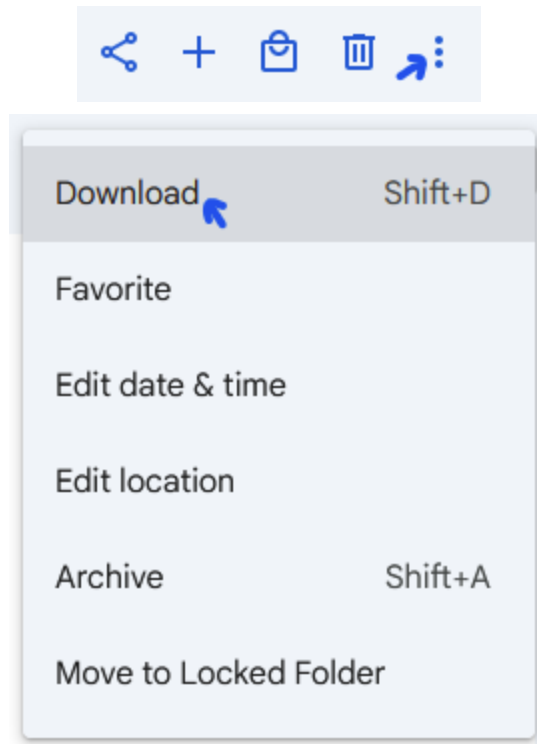 Download Shift+D
Favorite
Edit date & time
Edit location
Archive Shift+A
Move to Locked Folder